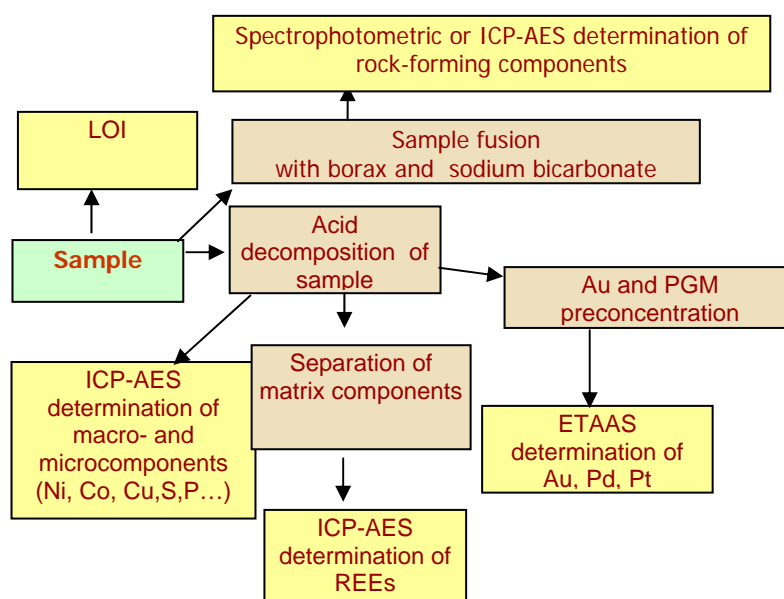 Spectrophotometric or ICP-AES determination of
rock-forming components
LOI
Sample fusion
with borax and sodium bicarbonate
Sample
Acid
decomposition of
sample
Au and PGM
preconcentration
ICP-AES
determination of
macro- and
microcomponents
(Ni, Co, Cu,S,P…)
Separation of
matrix components
ETAAS
determination of
Au, Pd, Pt
ICP-AES
determination of
REEs